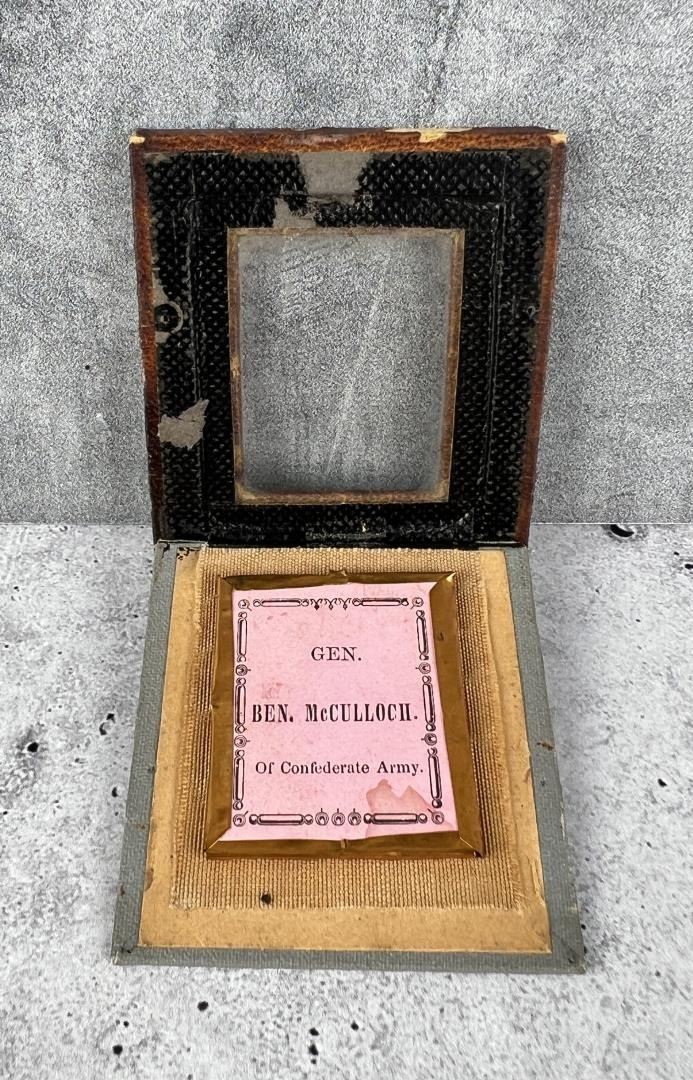 GEN.
BEN. McCULLOCH.
Of Confederate Army.